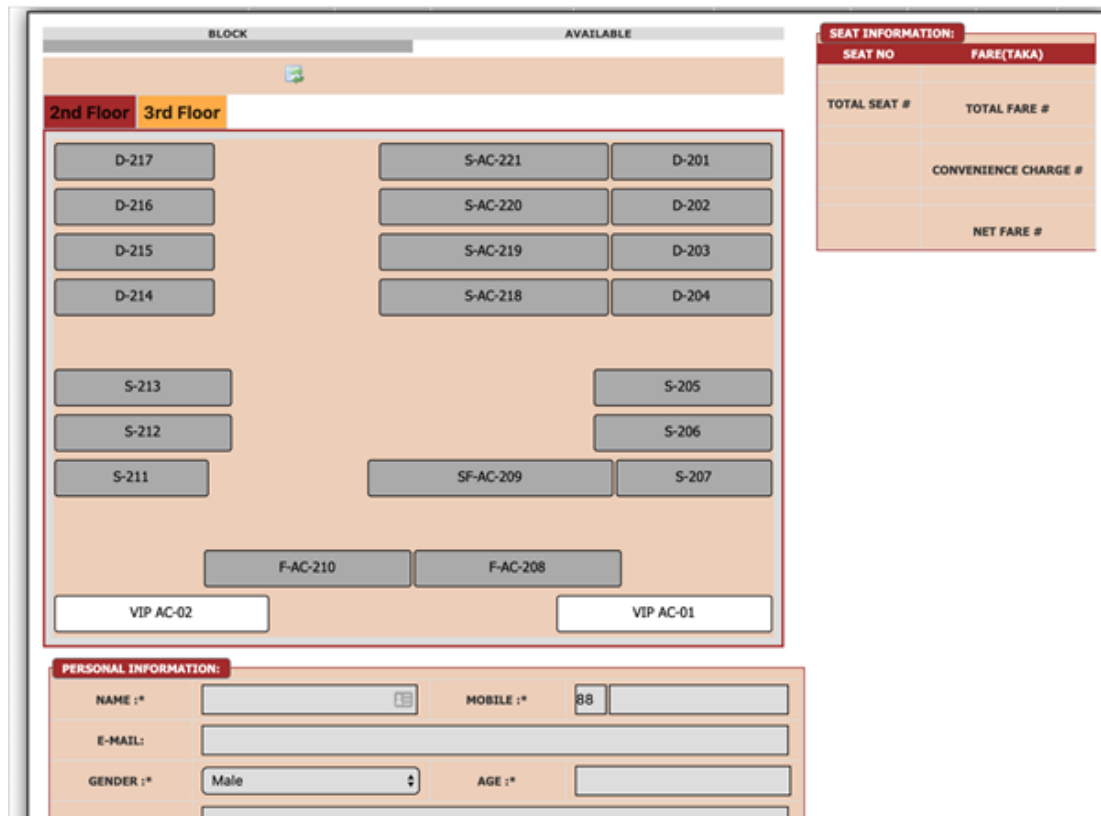 BLOCK AVAILABLE
2nd Floor 3rd Floor
D-217 S-AC-221 D-201
D-216 S-AC-220 D-202
D-215 S-AC-219 D-203
D-214 S-AC-218 D-204
S-213 S-205
S-212 S-206
S-211 SF-AC-209 S-207
F-AC-210 F-AC-208
VIP AC-02 VIP AC-01
SEAT INFORMATION:
SEAT NO FARE(TAKA)
TOTAL SEAT # TOTAL FARE #
CONVENIENCE CHARGE #
NET FARE #
PERSONAL INFORMATION:
NAME :* MOBILE :* 88
E-MAIL:
GENDER :* Male AGE :*